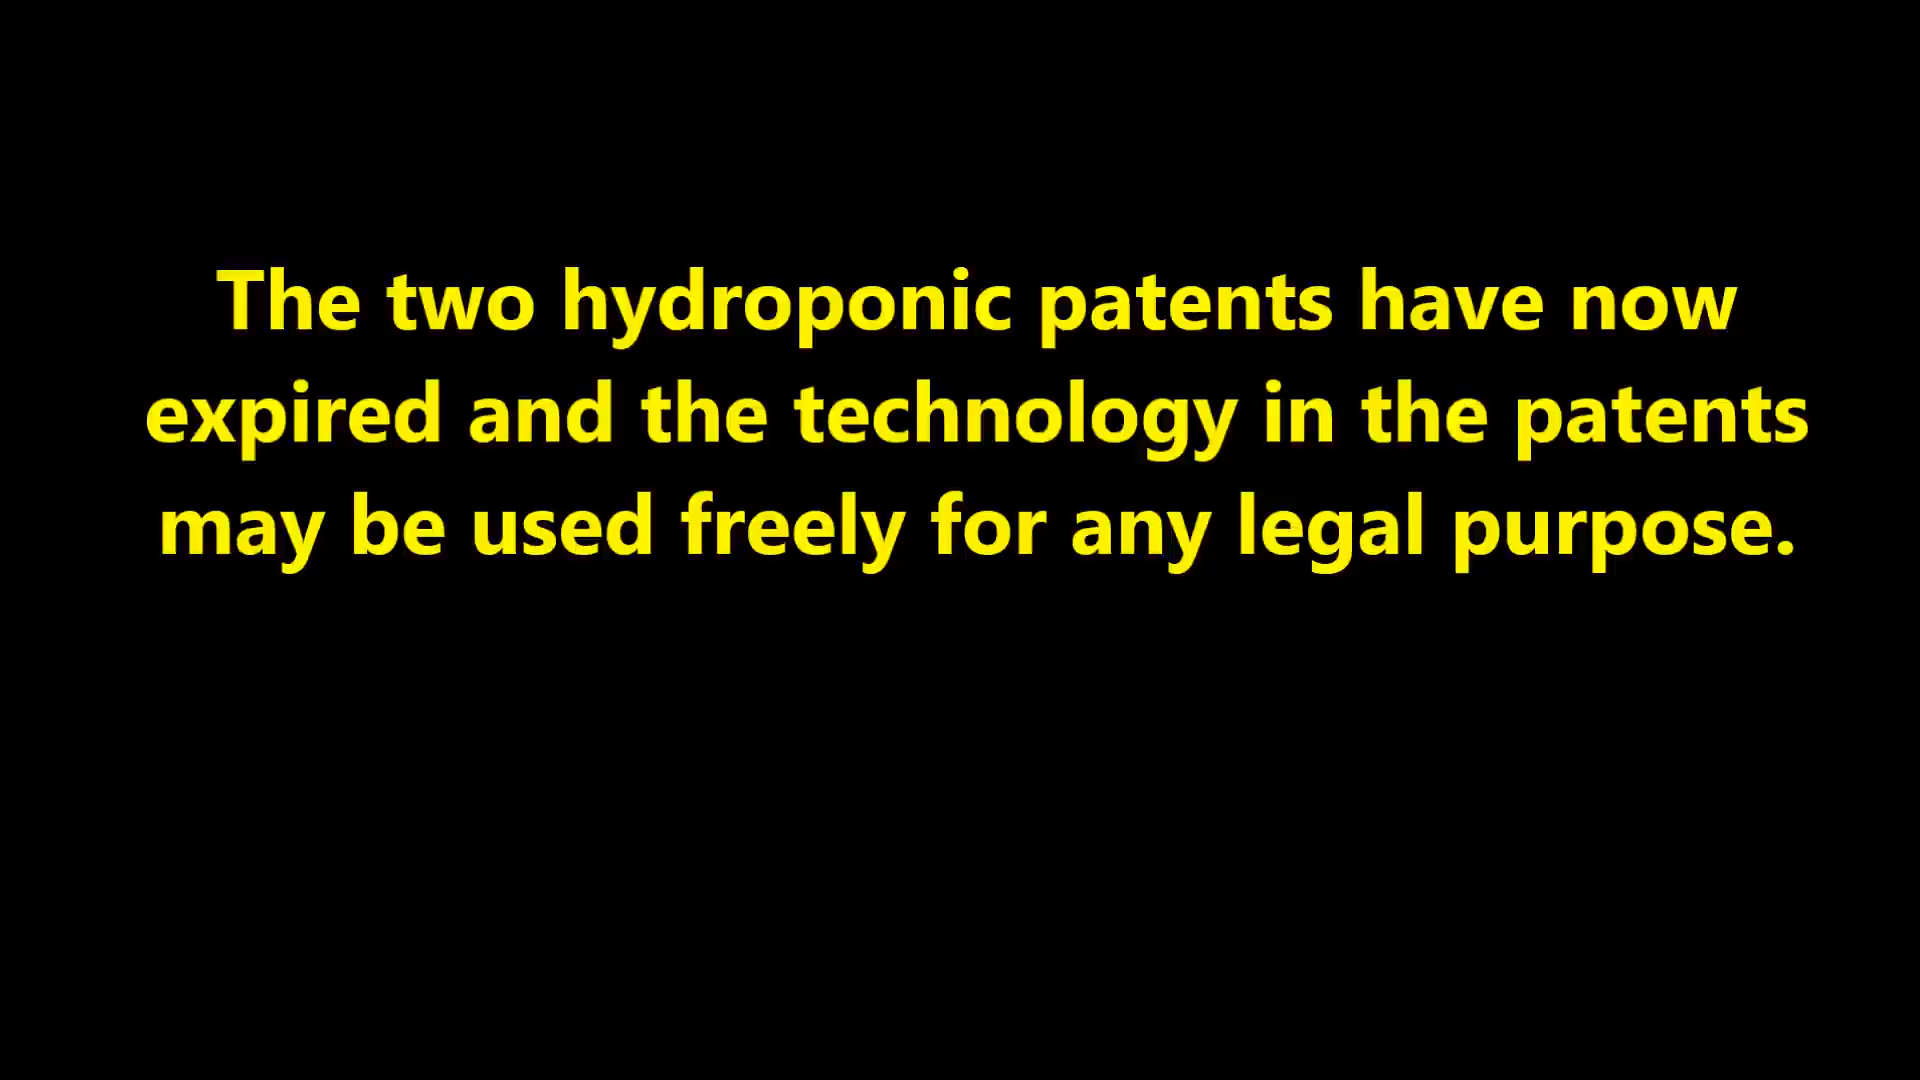 The two hydroponic patents have now
expired and the technology in the patents
may be used freely for any legal purpose.